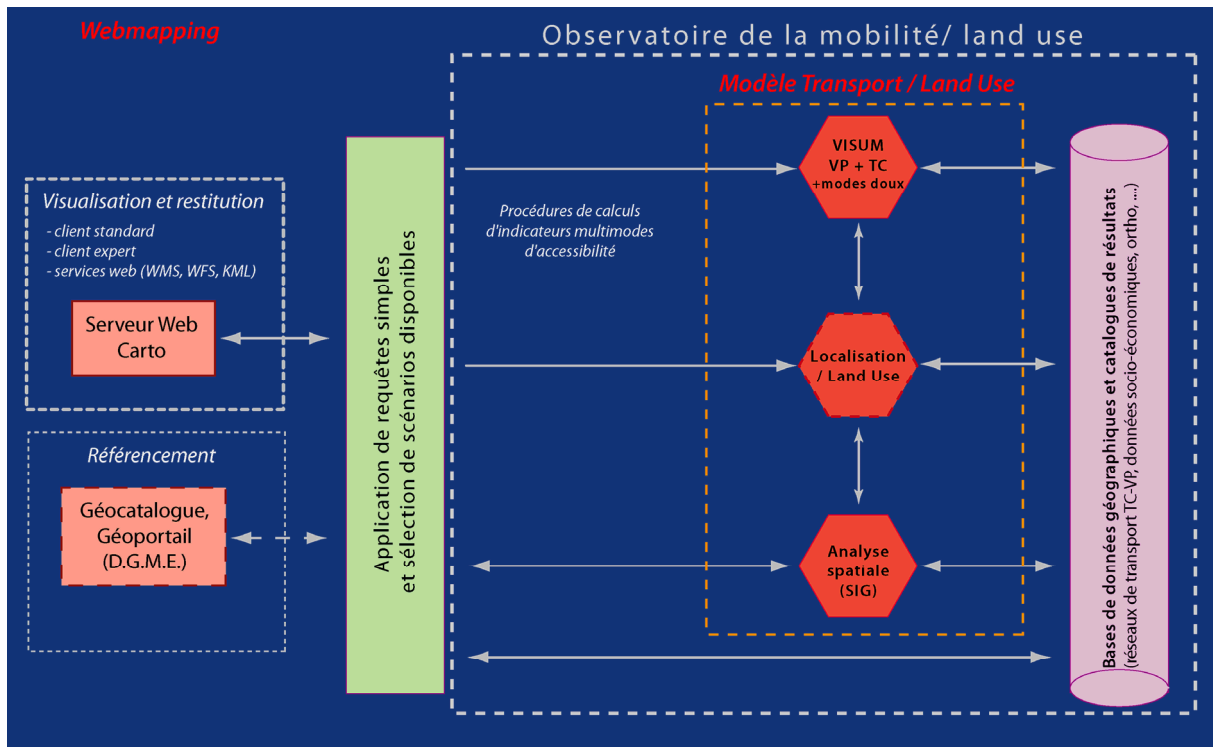 Webmapping
Observatoire de la mobilité/ land use
Modèle Transport / Land Use
Visualisation et restitution
- client standard
- client expert
- services web (WMS, WFS, KML)
Serveur Web
Carto
Référencement
Géocatalogue,
Géoportail
(D.G.M.E.)
Application de requêtes simples
et sélection de scénarios disponibles
Procédures de calculs
d'indicateurs multimodes
d'accessibilité
VISUM
VP + TC
+modes doux
Localisation
/ Land Use
Analyse
spatiale
(SIG)
Bases de données géographiques et catalogues de résultats
(réseaux de transport TC-VP, données socio-économiques, ortho, ....)